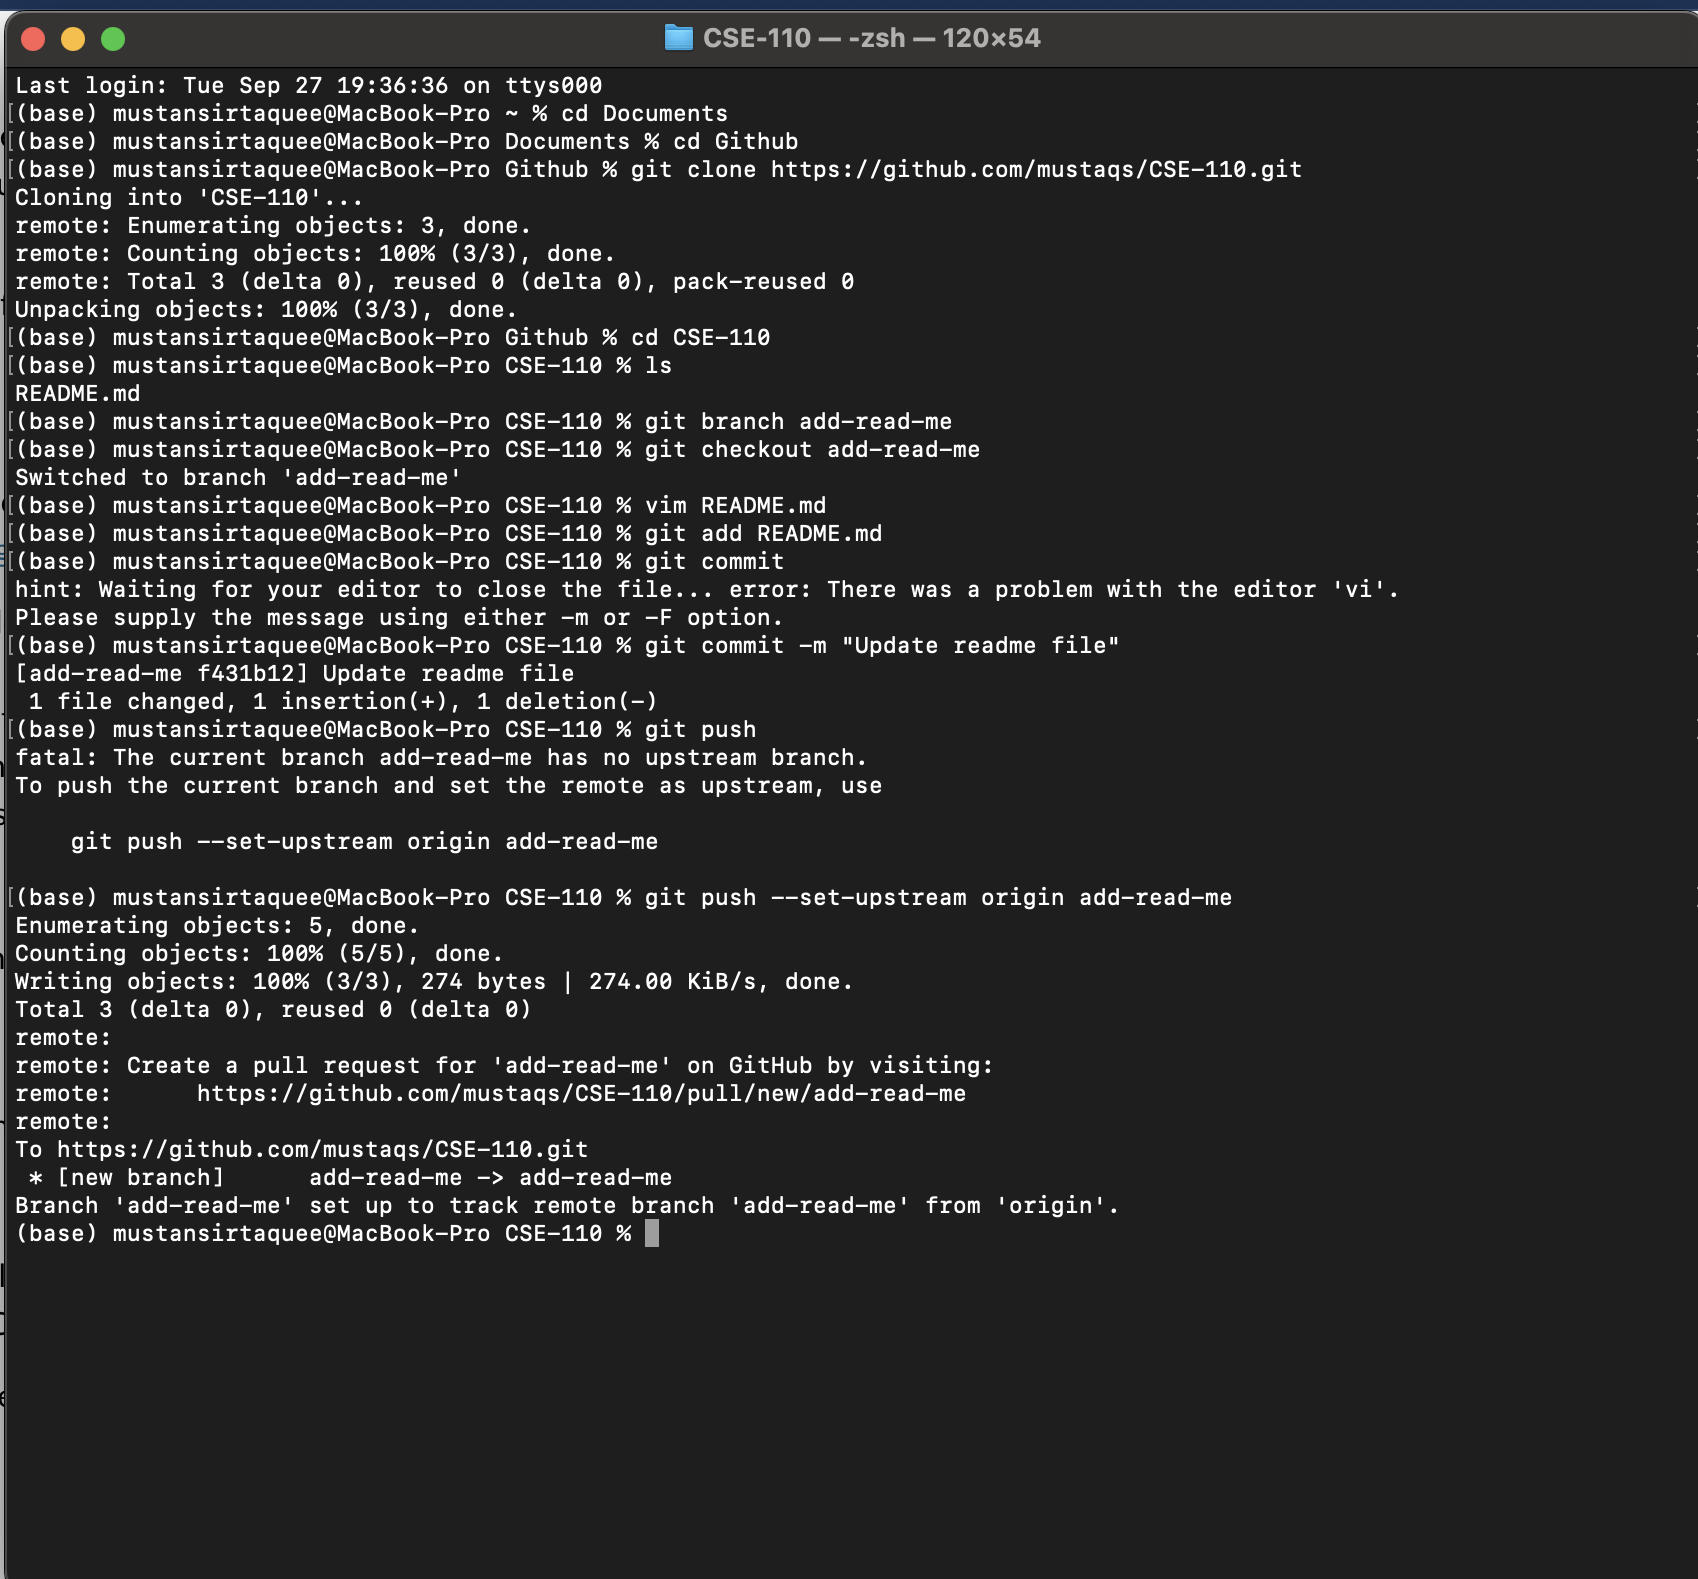 CSE-110 — -zsh — 120×54
Last login: Tue Sep 27 19:36:36 on ttys000
[(base) mustansirtaquee@MacBook-Pro ~ % cd Documents
[(base) mustansirtaquee@MacBook-Pro Documents % cd Github
[(base) mustansirtaquee@MacBook-Pro Github % git clone https://github.com/mustaqs/CSE-110.git
Cloning into 'CSE-110'...
remote: Enumerating objects: 3, done.
remote: Counting objects: 100% (3/3), done.
remote: Total 3 (delta 0), reused 0 (delta 0), pack-reused 0
Unpacking objects: 100% (3/3), done.
[(base) mustansirtaquee@MacBook-Pro Github % cd CSE-110
[(base) mustansirtaquee@MacBook-Pro CSE-110 % ls
README.md
[(base) mustansirtaquee@MacBook-Pro CSE-110 % git branch add-read-me
[(base) mustansirtaquee@MacBook-Pro CSE-110 % git checkout add-read-me
Switched to branch 'add-read-me'
[(base) mustansirtaquee@MacBook-Pro CSE-110 % vim README.md
[(base) mustansirtaquee@MacBook-Pro CSE-110 % git add README.md
[(base) mustansirtaquee@MacBook-Pro CSE-110 % git commit
hint: Waiting for your editor to close the file... error: There was a problem with the editor 'vi'.
Please supply the message using either -m or -F option.
[(base) mustansirtaquee@MacBook-Pro CSE-110 % git commit -m "Update readme file"
[add-read-me f431b12] Update readme file
 1 file changed, 1 insertion(+), 1 deletion(-)
[(base) mustansirtaquee@MacBook-Pro CSE-110 % git push
fatal: The current branch add-read-me has no upstream branch.
To push the current branch and set the remote as upstream, use
    git push --set-upstream origin add-read-me
[(base) mustansirtaquee@MacBook-Pro CSE-110 % git push --set-upstream origin add-read-me
Enumerating objects: 5, done.
Counting objects: 100% (5/5), done.
Writing objects: 100% (3/3), 274 bytes | 274.00 KiB/s, done.
Total 3 (delta 0), reused 0 (delta 0)
remote:
remote: Create a pull request for 'add-read-me' on GitHub by visiting:
remote:      https://github.com/mustaqs/CSE-110/pull/new/add-read-me
remote:
To https://github.com/mustaqs/CSE-110.git
 * [new branch]      add-read-me -> add-read-me
Branch 'add-read-me' set up to track remote branch 'add-read-me' from 'origin'.
(base) mustansirtaquee@MacBook-Pro CSE-110 %